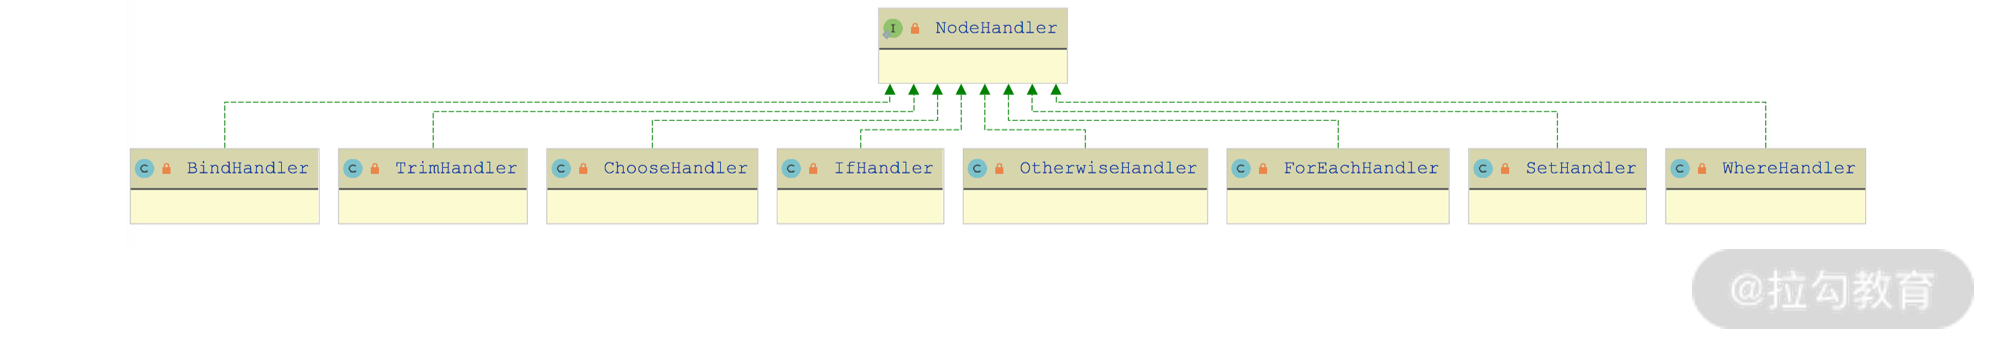 NodeHandler
BindHandler TrimHandler ChooseHandler IfHandler OtherwiseHandler ForEachHandler SetHandler WhereHandler
@拉勾教育